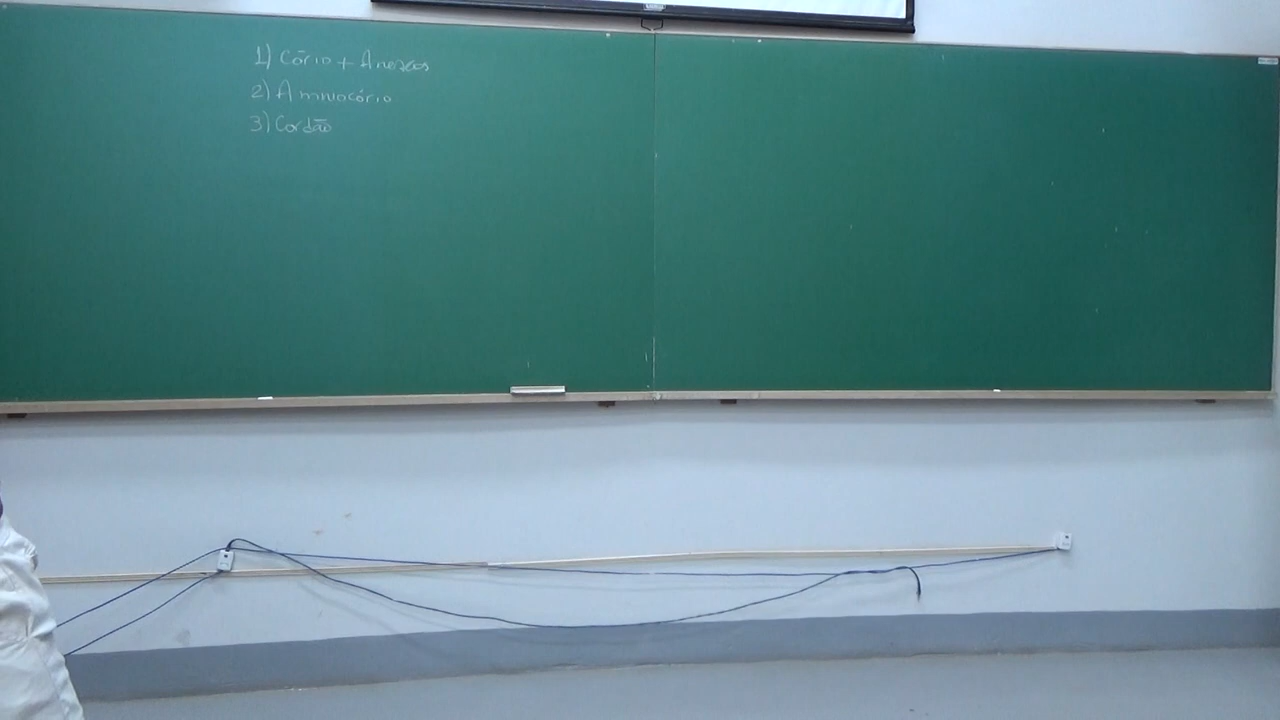 1) Cório + Anexos
2) Amniocório
3) Cordão